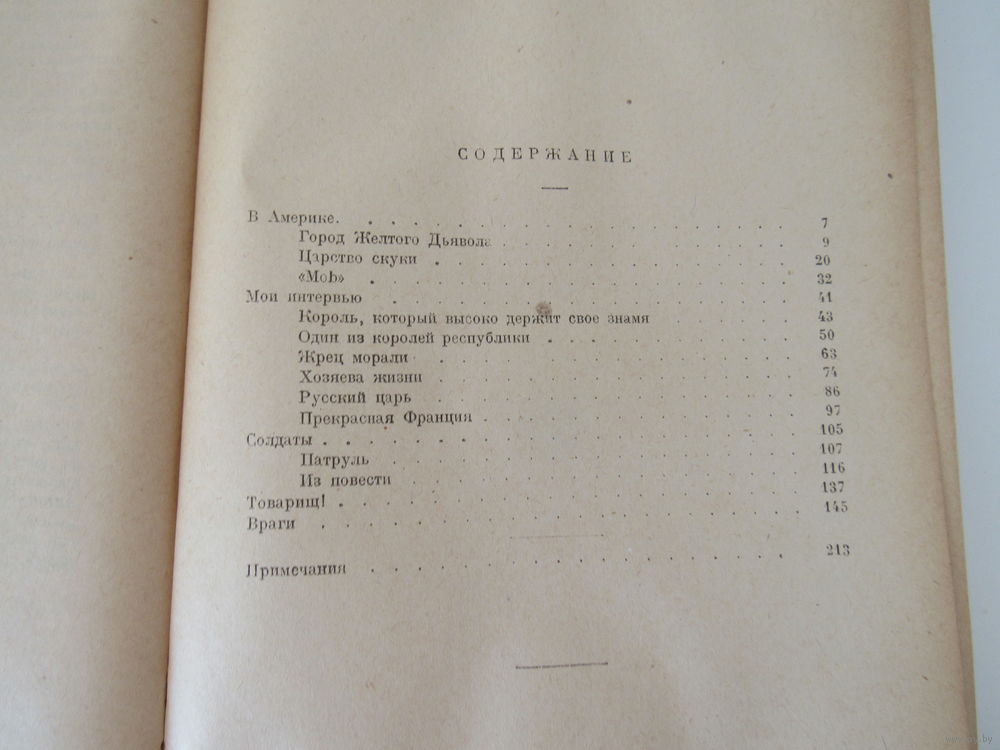 СОДЕРЖАНИЕ
В Америке. . . . . . . . . . . . . . . . . 7
Город Желтого Дьявола . . . . . . . . . . . 9
Царство скуки . . . . . . . . . . . . . . 20
«Mob» . . . . . . . . . . . . . . . . . 32
Мои интервью . . . . . . . . . . . . . . . . 41
Король, который высоко держит свое знамя . . . . . 43
Один из королей республики . . . . . . . . . . 50
Жрец морали . . . . . . . . . . . . . . 63
Хозяева жизни . . . . . . . . . . . . . . 74
Русский царь . . . . . . . . . . . . . . 86
Прекрасная Франция . . . . . . . . . . . . 97
Солдаты . . . . . . . . . . . . . . . . . 105
Патруль . . . . . . . . . . . . . . . . 107
Из повести . . . . . . . . . . . . . . . 116
Товарищ! . . . . . . . . . . . . . . . . . 137
Враги . . . . . . . . . . . . . . . . . . 145
Примечания . . . . . . . . . . . . . . . . 213